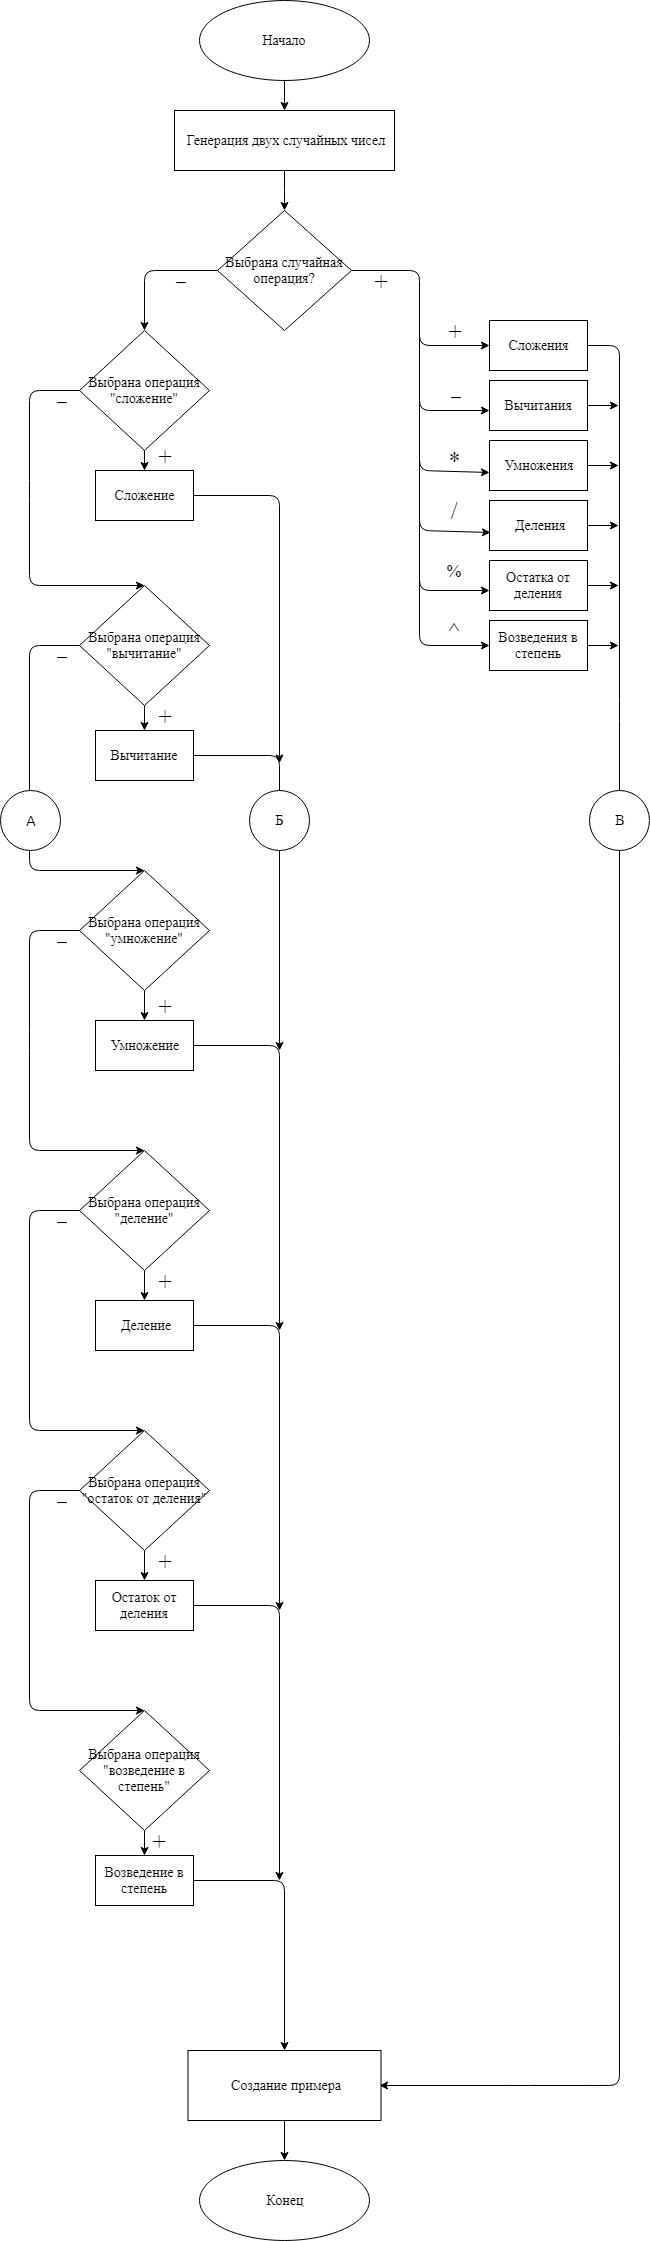 Начало
Генерация двух случайных чисел
Выбрана случайная
операция?
−
+
+
Сложения
−
Вычитания
*
Умножения
/
Деления
%
Остатка от
деления
^
Возведения в
степень
Выбрана операция
"сложение"
−
+
Сложение
Выбрана операция
"вычитание"
−
+
Вычитание
А
Б
В
Выбрана операция
"умножение"
−
+
Умножение
Выбрана операция
"деление"
−
+
Деление
Выбрана операция
"остаток от деления"
−
+
Остаток от
деления
Выбрана операция
"возведение в
степень"
+
Возведение в
степень
Создание примера
Конец